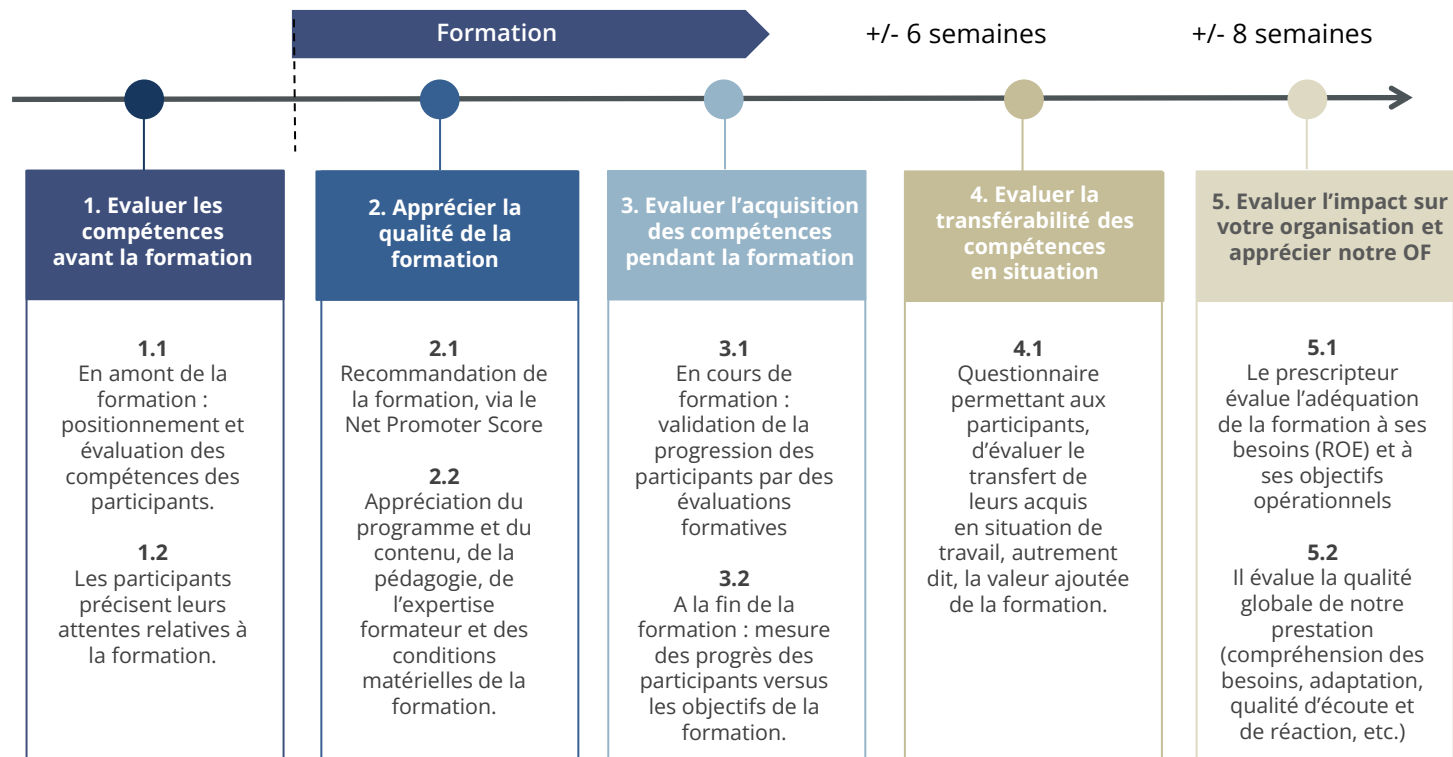 Formation
+/- 6 semaines
+/- 8 semaines
1. Evaluer les
compétences
avant la formation
1.1
En amont de la
formation :
positionnement et
évaluation des
compétences des
participants.
1.2
Les participants
précisent leurs
attentes relatives à
la formation.
2. Apprécier la
qualité de la
formation
2.1
Recommandation de
la formation, via le
Net Promoter Score
2.2
Appréciation du
programme et du
contenu, de la
pédagogie, de
l’expertise
formateur et des
conditions
matérielles de la
formation.
3. Evaluer l’acquisition
des compétences
pendant la formation
3.1
En cours de
formation :
validation de la
progression des
participants par des
évaluations
formatives
3.2
A la fin de la
formation : mesure
des progrès des
participants versus
les objectifs de la
formation.
4. Evaluer la
transférabilité des
compétences
en situation
4.1
Questionnaire
permettant aux
participants,
d’évaluer le
transfert de
leurs acquis
en situation de
travail, autrement
dit, la valeur ajoutée
de la formation.
5. Evaluer l’impact sur
votre organisation et
apprécier notre OF
5.1
Le prescripteur
évalue l’adéquation
de la formation à ses
besoins (ROE) et à
ses objectifs
opérationnels
5.2
Il évalue la qualité
globale de notre
prestation
(compréhension des
besoins, adaptation,
qualité d’écoute et
de réaction, etc.)